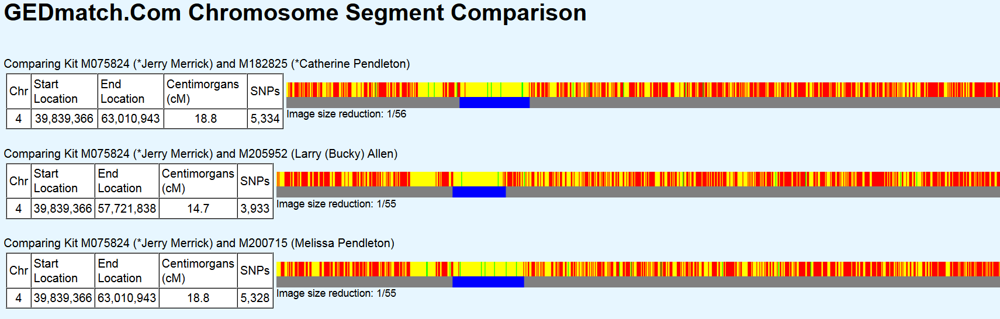 GEDmatch.Com Chromosome Segment Comparison
Comparing Kit M075824 (*Jerry Merrick) and M182825 (*Catherine Pendleton)
Chr Start Location End Location Centimorgans (cM) SNPs
4 39,839,366 63,010,943 18.8 5,334
Image size reduction: 1/56
Comparing Kit M075824 (*Jerry Merrick) and M205952 (Larry (Bucky) Allen)
Chr Start Location End Location Centimorgans (cM) SNPs
4 39,839,366 57,721,838 14.7 3,933
Image size reduction: 1/55
Comparing Kit M075824 (*Jerry Merrick) and M200715 (Melissa Pendleton)
Chr Start Location End Location Centimorgans (cM) SNPs
4 39,839,366 63,010,943 18.8 5,328
Image size reduction: 1/55